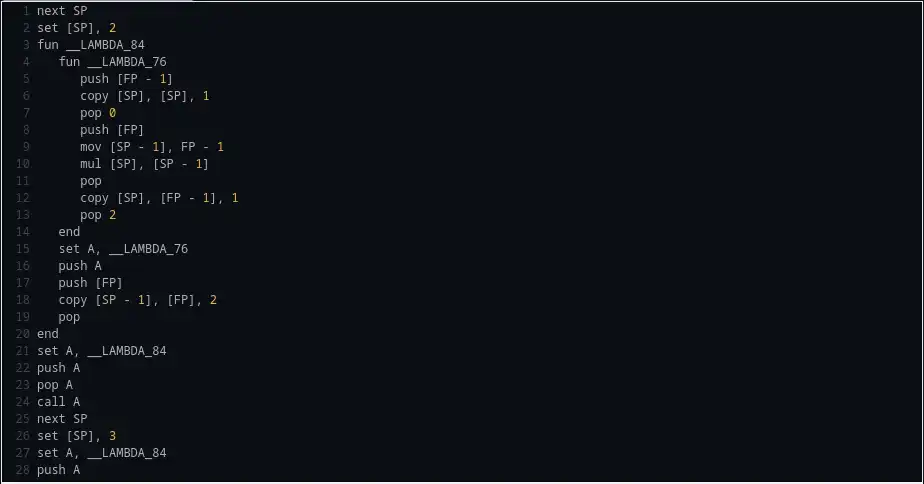 1 next SP
2 set [SP], 2
3 fun __LAMBDA_84
4    fun __LAMBDA_76
5       push [FP - 1]
6       copy [SP], [SP], 1
7       pop 0
8       push [FP]
9       mov [SP - 1], FP - 1
10       mul [SP], [SP - 1]
11       pop
12       copy [SP], [FP - 1], 1
13       pop 2
14    end
15    set A, __LAMBDA_76
16    push A
17    push [FP]
18    copy [SP - 1], [FP], 2
19    pop
20 end
21 set A, __LAMBDA_84
22 push A
23 pop A
24 call A
25 next SP
26 set [SP], 3
27 set A, __LAMBDA_84
28 push A